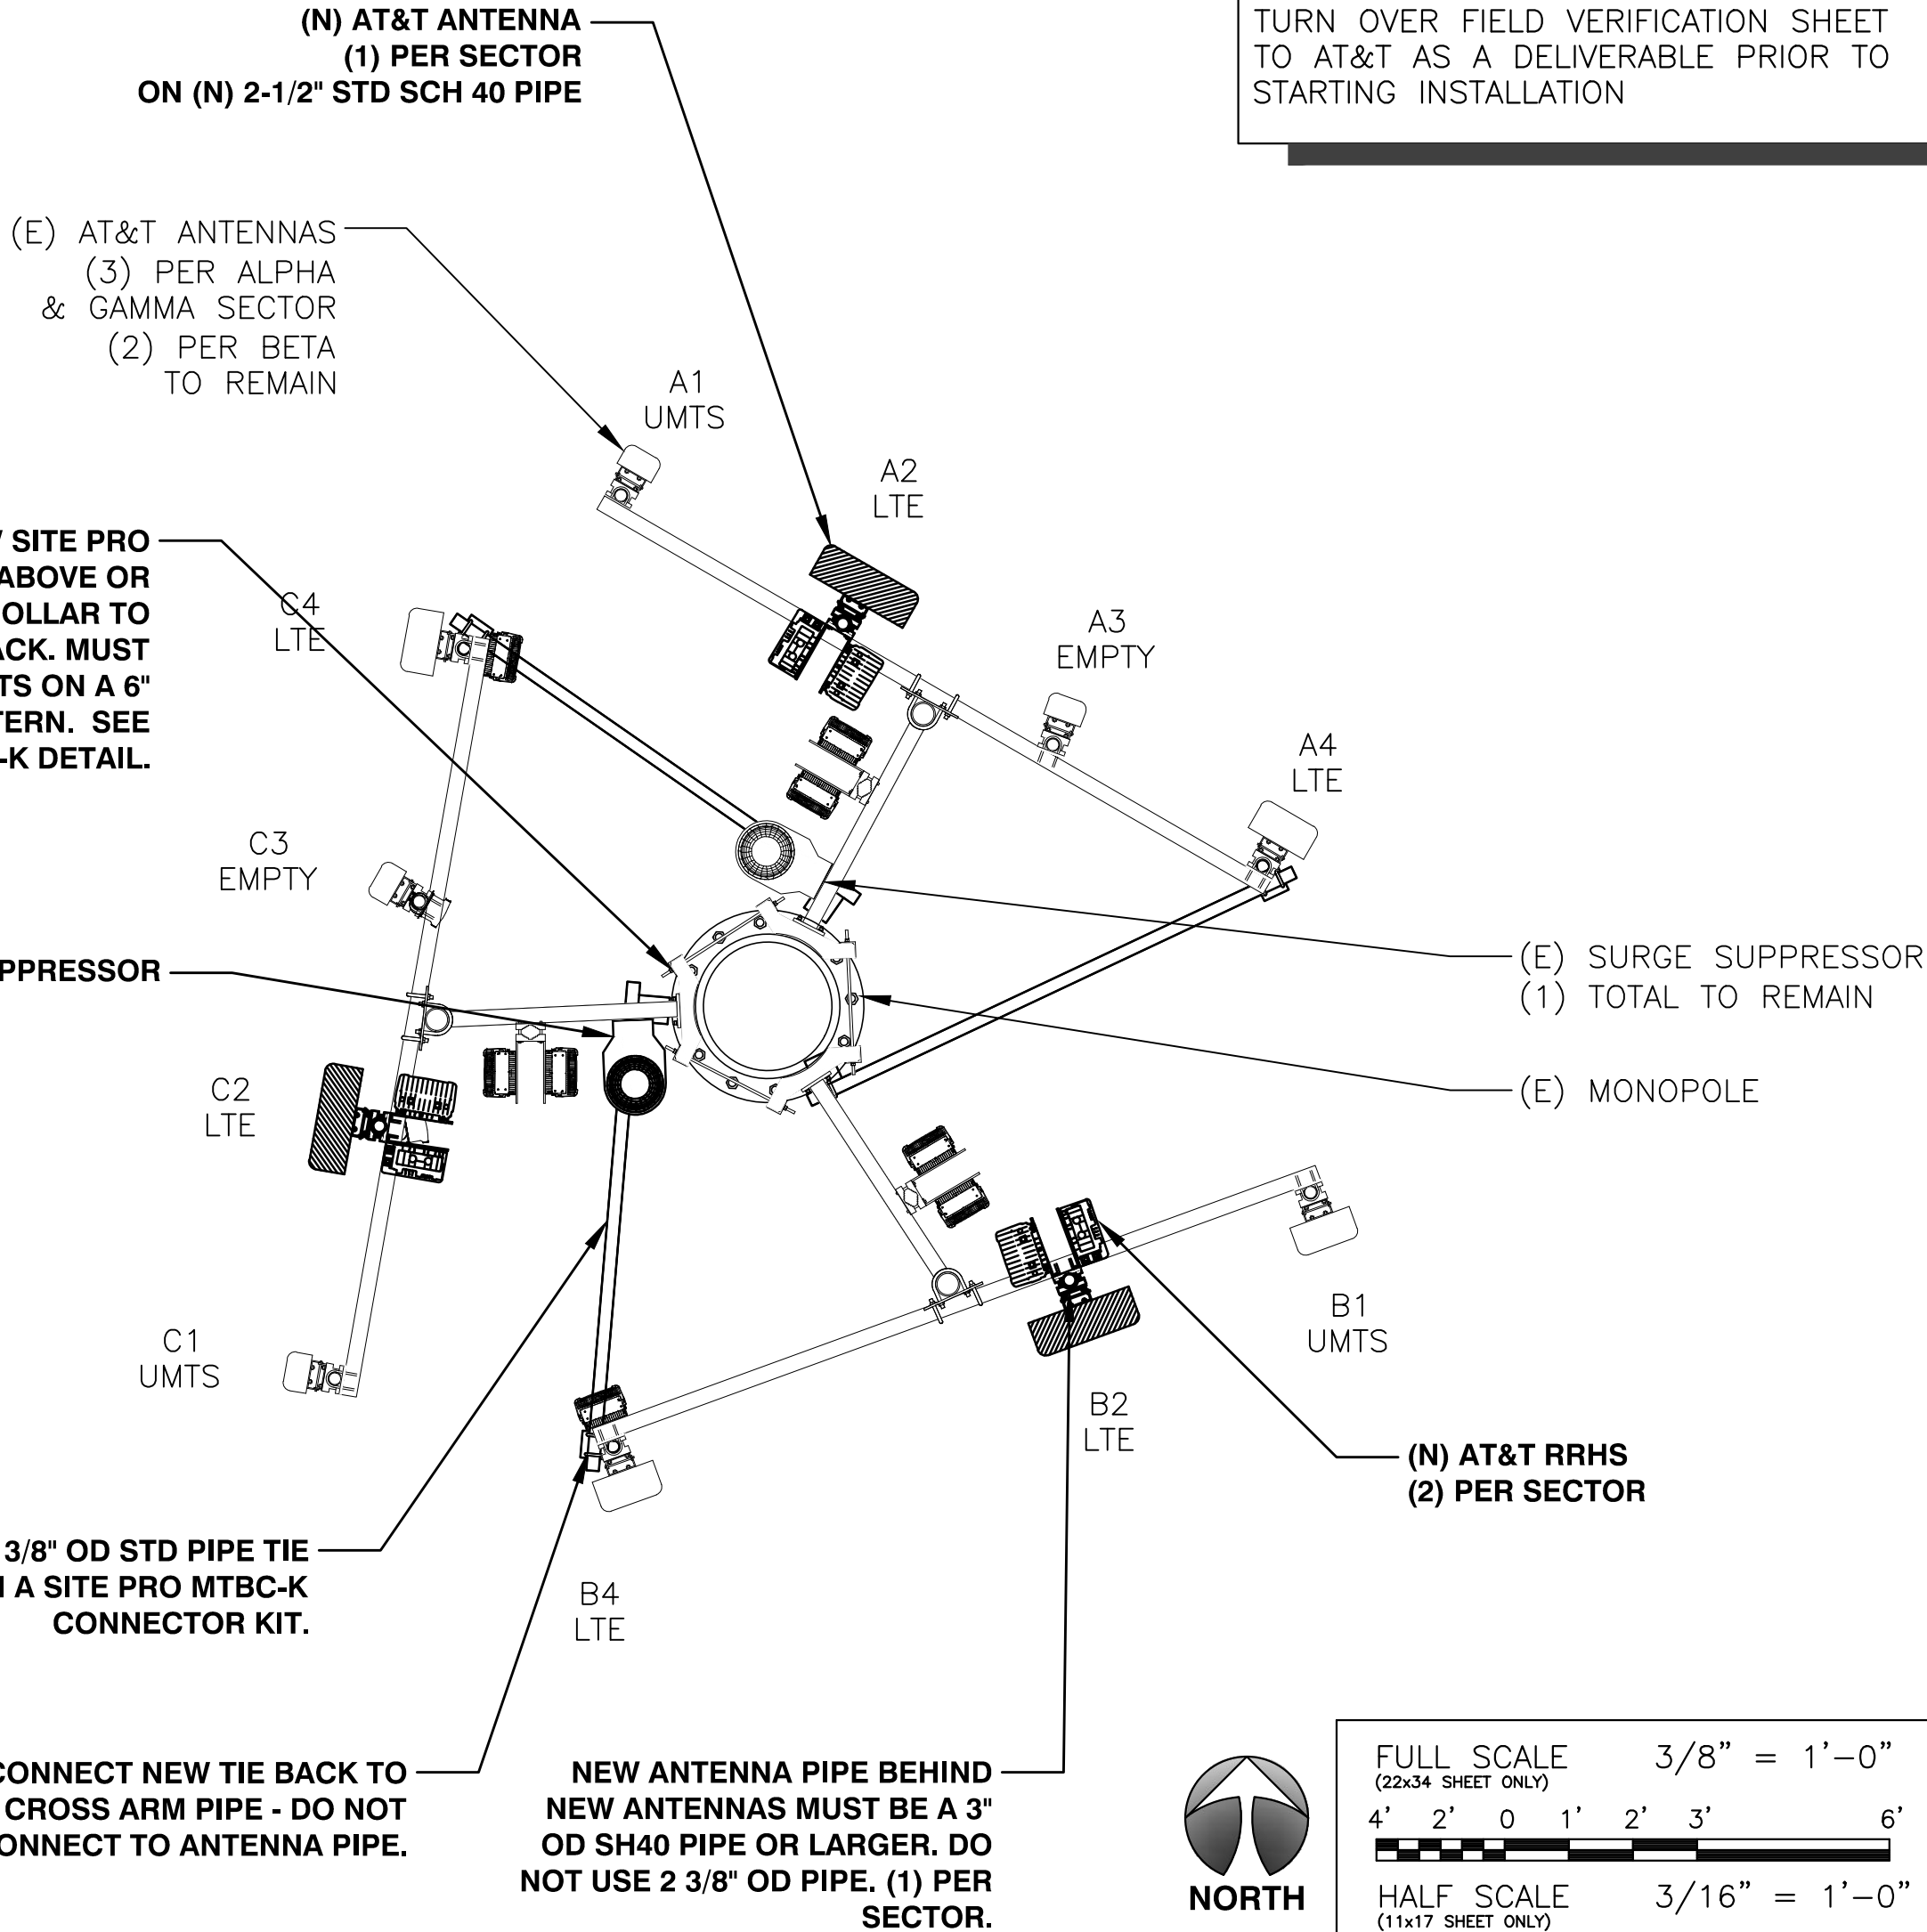 (N) AT&T ANTENNA
(1) PER SECTOR
ON (N) 2-1/2" STD SCH 40 PIPE
TURN OVER FIELD VERIFICATION SHEET
TO AT&T AS A DELIVERABLE PRIOR TO
STARTING INSTALLATION
(E) AT&T ANTENNAS
(3) PER ALPHA
& GAMMA SECTOR
(2) PER BETA
TO REMAIN
A1
UMTS
A2
LTE
A3
EMPTY
A4
LTE
SITE PRO
ABOVE OR
OLLAR TO
ACK. MUST
TS ON A 6"
TERN. SEE
-K DETAIL.
C4
LTE
C3
EMPTY
PPRESSOR
(E) SURGE SUPPRESSOR
(1) TOTAL TO REMAIN
(E) MONOPOLE
C2
LTE
C1
UMTS
B1
UMTS
B2
LTE
(N) AT&T RRHS
(2) PER SECTOR
3/8" OD STD PIPE TIE
A SITE PRO MTBC-K
CONNECTOR KIT.
B4
LTE
CONNECT NEW TIE BACK TO
CROSS ARM PIPE - DO NOT
ONNECT TO ANTENNA PIPE.
NEW ANTENNA PIPE BEHIND
NEW ANTENNAS MUST BE A 3"
OD SH40 PIPE OR LARGER. DO
NOT USE 2 3/8" OD PIPE. (1) PER
SECTOR.
NORTH
FULL SCALE 3/8" = 1'-0"
(22x34 SHEET ONLY)
4' 2' 0 1' 2' 3' 6'
HALF SCALE 3/16" = 1'-0"
(11x17 SHEET ONLY)